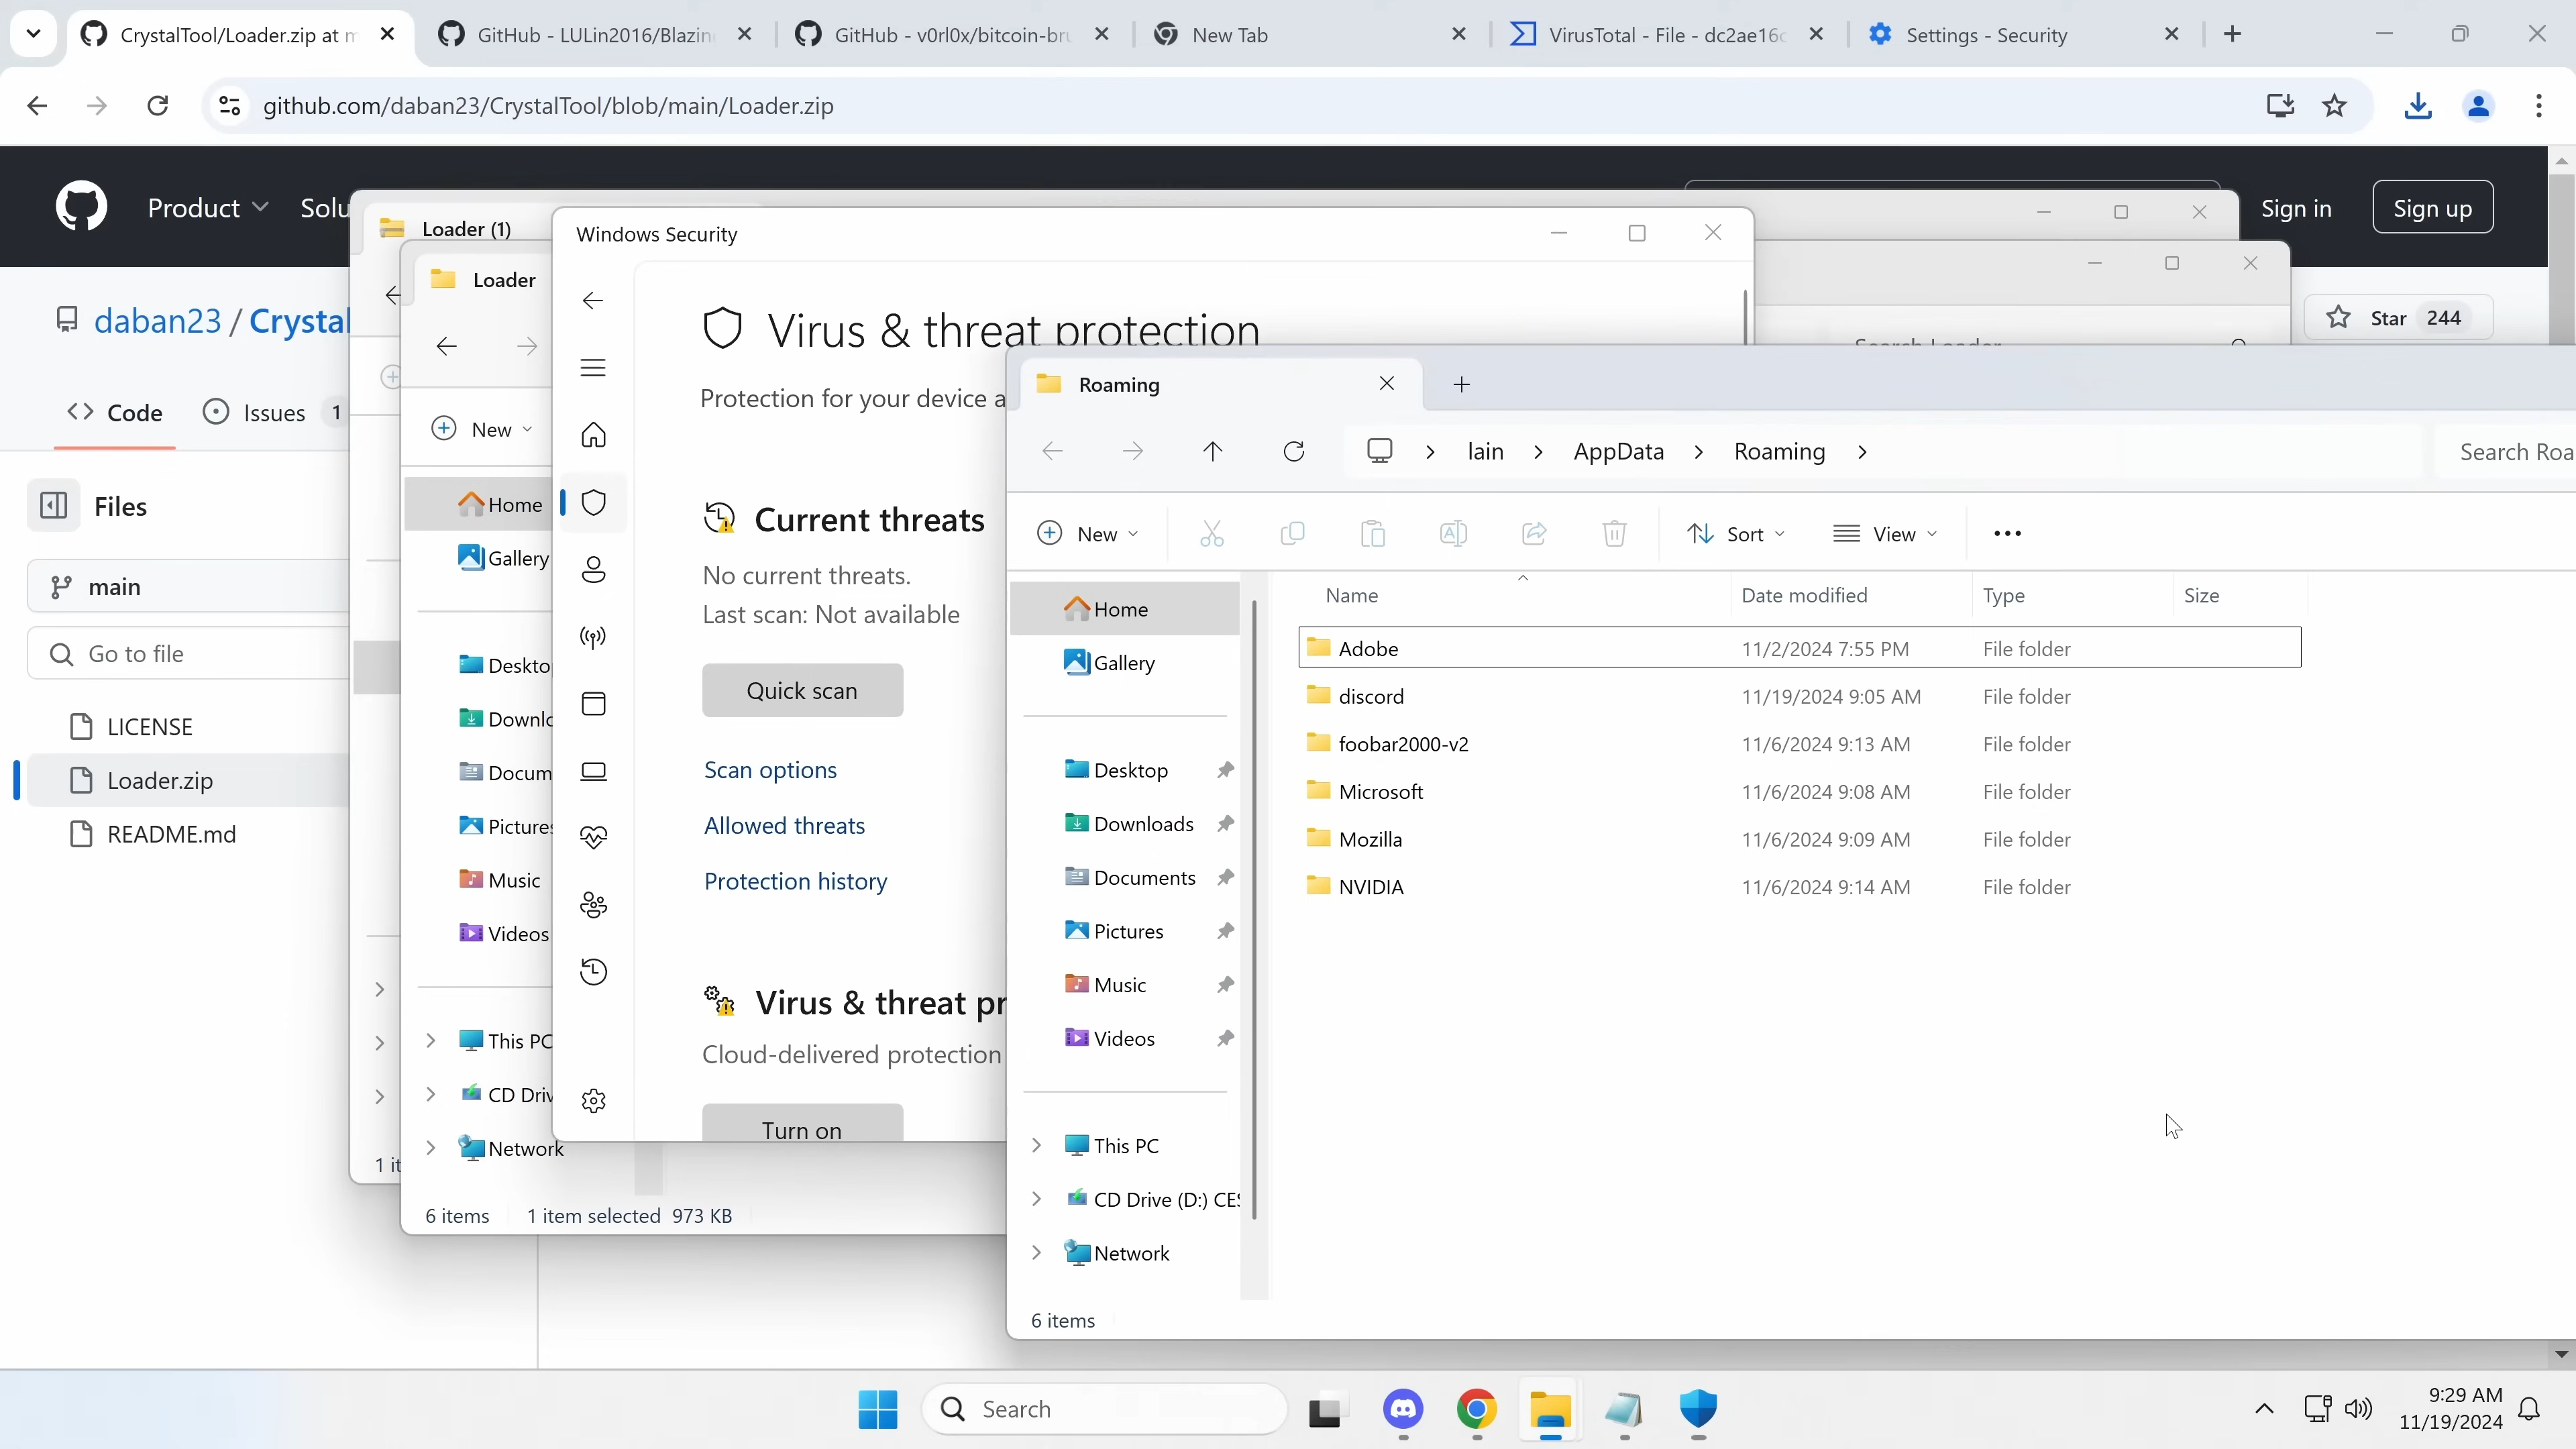 CrystalTool/Loader.zip at m
GitHub - LULin2016/Blazin
GitHub - v0rl0x/bitcoin-bru
New Tab
VirusTotal - File - dc2ae16c
Settings - Security
github.com/daban23/CrystalTool/blob/main/Loader.zip
Product
Solu
Sign in
Sign up
daban23 / Crystal
Star 244
Code
Issues 1
Files
main
Go to file
LICENSE
Loader.zip
README.md
Loader (1)
1 it
Loader
Search Loader
New
Home
Gallery
Deskto
Downlo
Docum
Pictures
Music
Videos
This PC
CD Driv
Network
6 items
1 item selected 973 KB
Windows Security
Virus & threat protection
Protection for your device a
Current threats
No current threats.
Last scan: Not available
Quick scan
Scan options
Allowed threats
Protection history
Virus & threat pr
Cloud-delivered protection
Turn on
Roaming
lain
AppData
Roaming
Search Roa
New
Sort
View
Name
Date modified
Type
Size
Home
Gallery
Desktop
Downloads
Documents
Pictures
Music
Videos
This PC
CD Drive (D:) CES
Network
Adobe 11/2/2024 7:55 PM File folder
discord 11/19/2024 9:05 AM File folder
foobar2000-v2 11/6/2024 9:13 AM File folder
Microsoft 11/6/2024 9:08 AM File folder
Mozilla 11/6/2024 9:09 AM File folder
NVIDIA 11/6/2024 9:14 AM File folder
6 items
Search
9:29 AM
11/19/2024